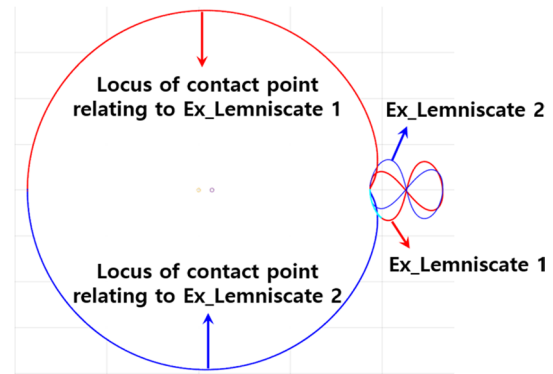 Locus of contact point
relating to Ex_Lemniscate 1
Ex_Lemniscate 2
Ex_Lemniscate 1
Locus of contact point
relating to Ex_Lemniscate 2